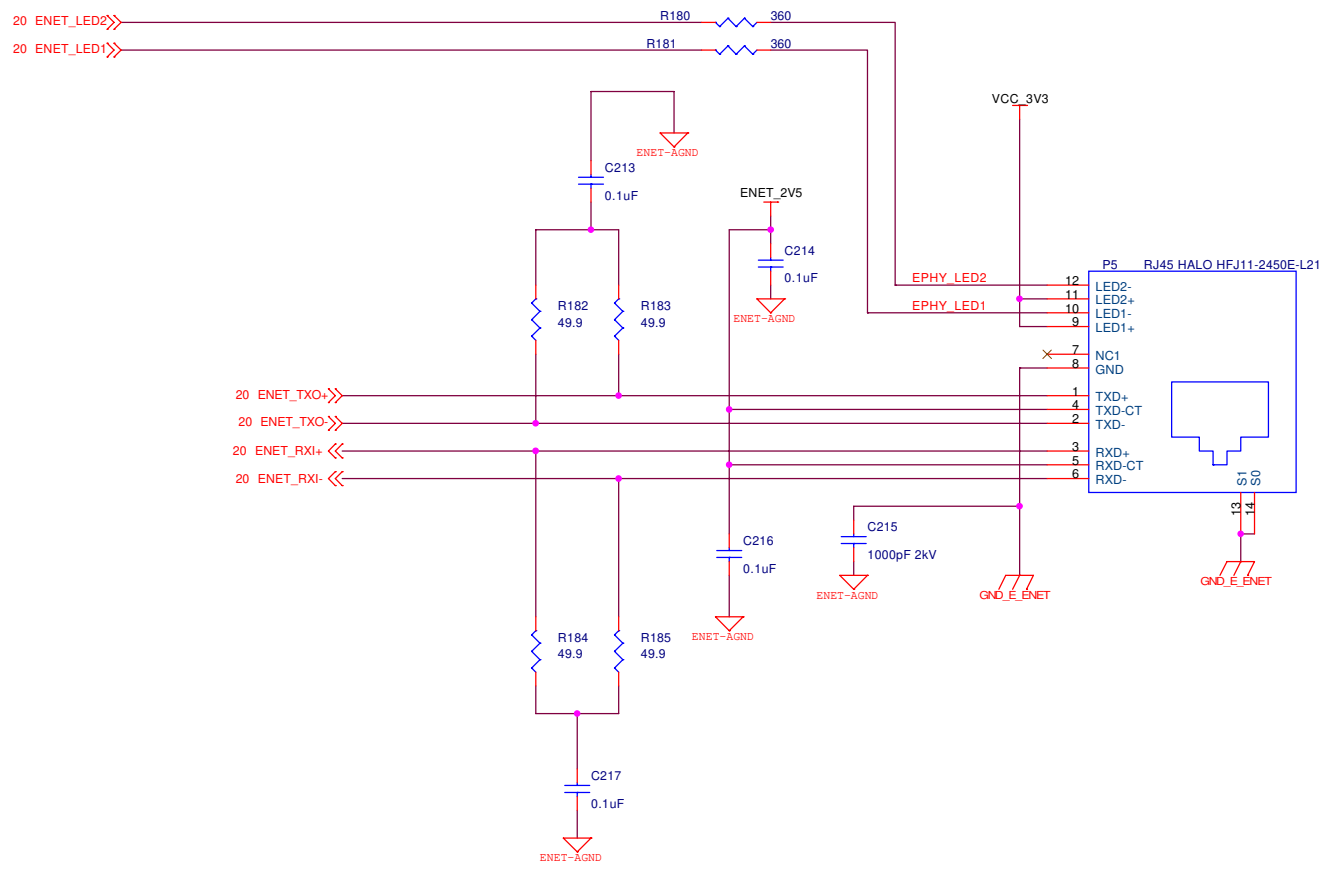 20 ENET_LED2
R180 360
20 ENET_LED1
R181 360
VCC_3V3
ENET-AGND
C213
0.1uF
ENET_2V5
C214
0.1uF
ENET-AGND
P5 RJ45 HALO HFJ11-2450E-L21
EPHY_LED2
12 LED2-
11 LED2+
EPHY_LED1
10 LED1-
9 LED1+
R182
49.9
R183
49.9
7 NC1
8 GND
20 ENET_TXO+
1 TXD+
4 TXD-CT
20 ENET_TXO-
2 TXD-
20 ENET_RXI+
3 RXD+
5 RXD-CT
20 ENET_RXI-
6 RXD-
S1
S0
13
14
C215
1000pF 2kV
ENET-AGND
C216
0.1uF
ENET-AGND
GND_E_ENET
GND_E_ENET
R184
49.9
R185
49.9
C217
0.1uF
ENET-AGND